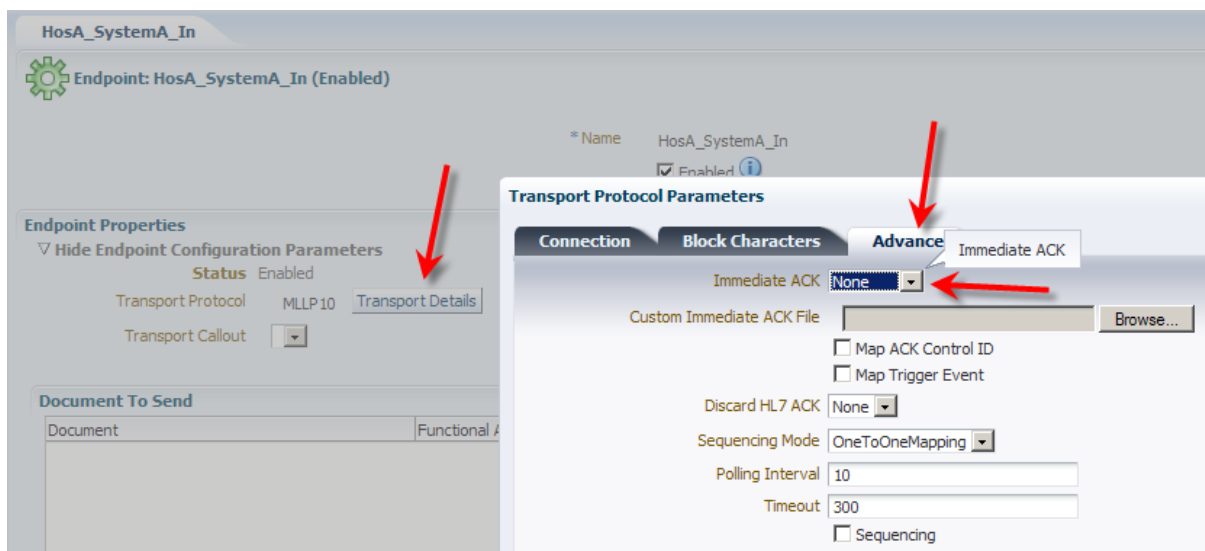 HosA_SystemA_In
Endpoint: HosA_SystemA_In (Enabled)
* Name HosA_SystemA_In
Enabled i
Endpoint Properties
Hide Endpoint Configuration Parameters
Status Enabled
Transport Protocol MLLP10 Transport Details
Transport Callout
Document To Send
Document Functional A
Transport Protocol Parameters
Connection Block Characters Advance
Immediate ACK
Immediate ACK None
Custom Immediate ACK File Browse...
Map ACK Control ID
Map Trigger Event
Discard HL7 ACK None
Sequencing Mode OneToOneMapping
Polling Interval 10
Timeout 300
Sequencing